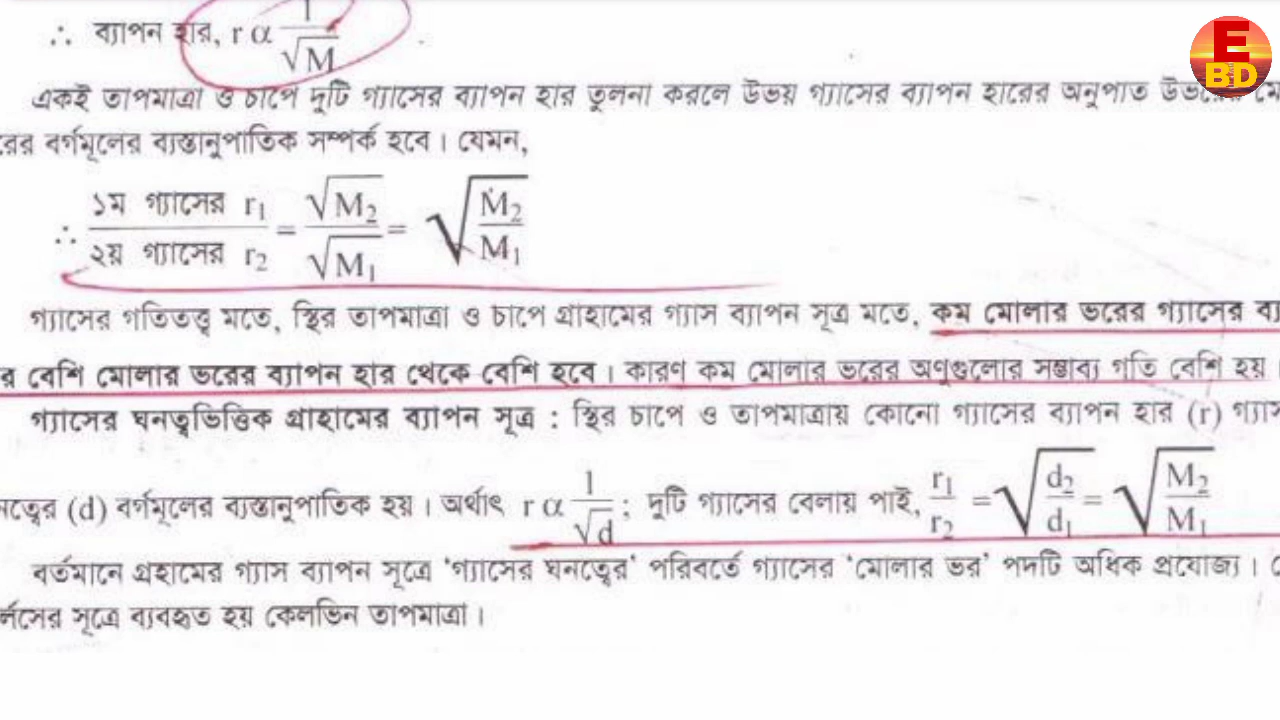 ∴ ব্যাপন হার, r α 1/√M
একই তাপমাত্রা ও চাপে দুটি গ্যাসের ব্যাপন হার তুলনা করলে উভয় গ্যাসের ব্যাপন হারের অনুপাত
রের বর্গমূলের ব্যস্তানুপাতিক সম্পর্ক হবে। যেমন,
∴ ১ম গ্যাসের r₁ / ২য় গ্যাসের r₂ = √M₂ / √M₁ = √(M₂/M₁)
গ্যাসের গতিতত্ত্ব মতে, স্থির তাপমাত্রা ও চাপে গ্রাহামের গ্যাস ব্যাপন সূত্র মতে, কম মোলার ভরের গ্যাসের ব্যা
র বেশি মোলার ভরের ব্যাপন হার থেকে বেশি হবে। কারণ কম মোলার ভরের অণুগুলোর সম্ভাব্য গতি বেশি হয়।
গ্যাসের ঘনত্বভিত্তিক গ্রাহামের ব্যাপন সূত্র : স্থির চাপে ও তাপমাত্রায় কোনো গ্যাসের ব্যাপন হার (r) গ্যাস
নত্বের (d) বর্গমূলের ব্যস্তানুপাতিক হয়। অর্থাৎ r α 1/√d ; দুটি গ্যাসের বেলায় পাই, r₁/r₂ = √(d₂/d₁) = √(M₂/M₁)
বর্তমানে গ্রহামের গ্যাস ব্যাপন সূত্রে ‘গ্যাসের ঘনত্বের’ পরিবর্তে গ্যাসের ‘মোলার ভর’ পদটি অধিক প্রযোজ্য।
র্লসের সূত্রে ব্যবহৃত হয় কেলভিন তাপমাত্রা।
E
BD